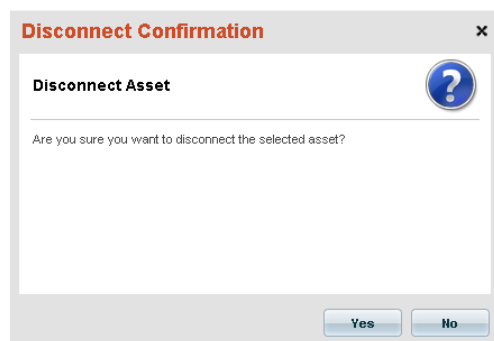 Disconnect Confirmation
Disconnect Asset
Are you sure you want to disconnect the selected asset?
Yes No